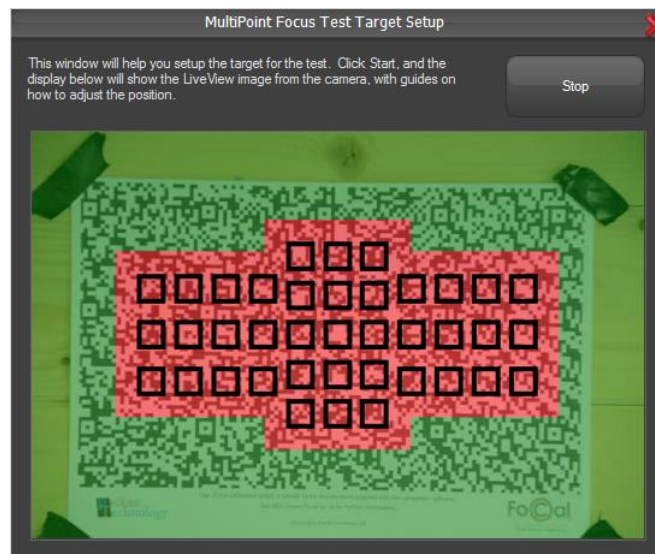 MultiPoint Focus Test Target Setup
This window will help you setup the target for the test. Click Start, and the
display below will show the LiveView image from the camera, with guides on
how to adjust the position.
Stop
FoCal